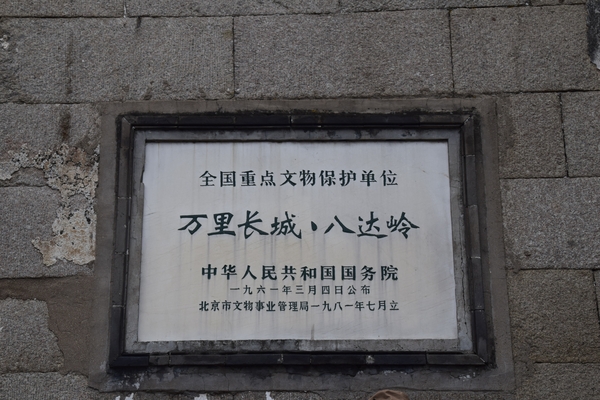 全国重点文物保护单位
万里长城·八达岭
中华人民共和国国务院
一九六一年三月四日公布
北京市文物事业管理局一九八一年七月立